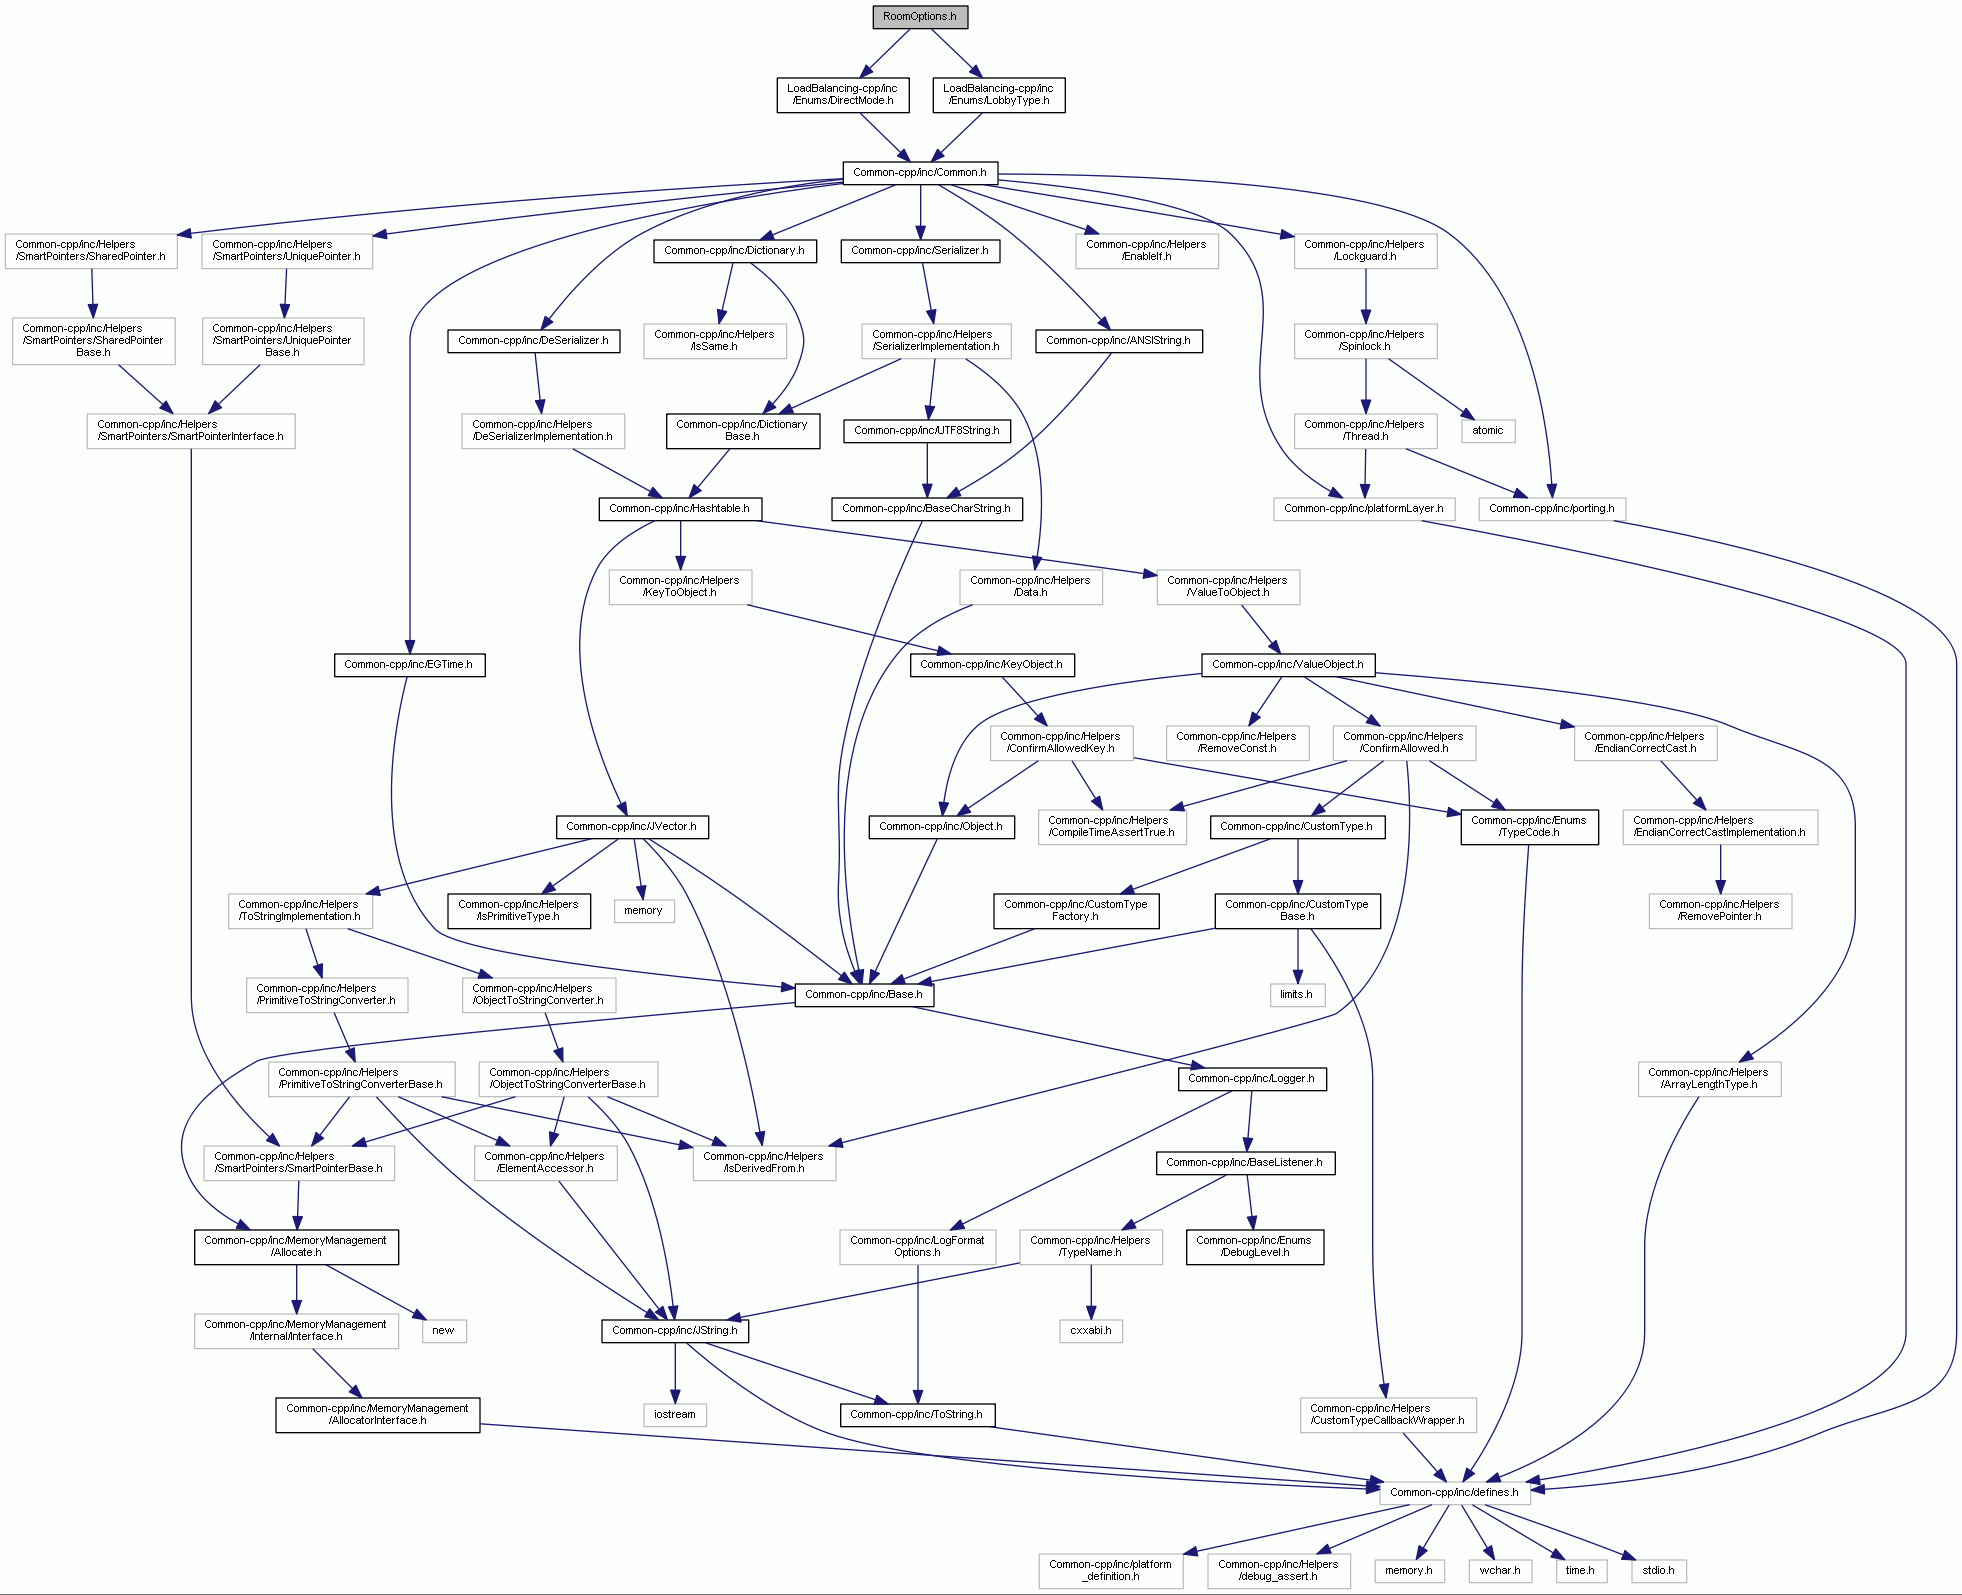 RoomOptions.h
LoadBalancing-cpp/inc
/Enums/DirectMode.h
LoadBalancing-cpp/inc
/Enums/LobbyType.h
Common-cpp/inc/Common.h
Common-cpp/inc/Helpers
/SmartPointers/SharedPointer.h
Common-cpp/inc/Helpers
/SmartPointers/UniquePointer.h
Common-cpp/inc/Dictionary.h
Common-cpp/inc/Serializer.h
Common-cpp/inc/Helpers
/EnableIf.h
Common-cpp/inc/Helpers
/Lockguard.h
Common-cpp/inc/Helpers
/SmartPointers/SharedPointer
Base.h
Common-cpp/inc/Helpers
/SmartPointers/UniquePointer
Base.h
Common-cpp/inc/DeSerializer.h
Common-cpp/inc/Helpers
/IsSame.h
Common-cpp/inc/Helpers
/SerializerImplementation.h
Common-cpp/inc/ANSIString.h
Common-cpp/inc/Helpers
/Spinlock.h
Common-cpp/inc/Helpers
/SmartPointers/SmartPointerInterface.h
Common-cpp/inc/Helpers
/DeSerializerImplementation.h
Common-cpp/inc/Dictionary
Base.h
Common-cpp/inc/UTF8String.h
Common-cpp/inc/Helpers
/Thread.h
atomic
Common-cpp/inc/Hashtable.h
Common-cpp/inc/BaseCharString.h
Common-cpp/inc/platformLayer.h
Common-cpp/inc/porting.h
Common-cpp/inc/Helpers
/KeyToObject.h
Common-cpp/inc/Helpers
/Data.h
Common-cpp/inc/Helpers
/ValueToObject.h
Common-cpp/inc/EGTime.h
Common-cpp/inc/KeyObject.h
Common-cpp/inc/ValueObject.h
Common-cpp/inc/Helpers
/ConfirmAllowedKey.h
Common-cpp/inc/Helpers
/RemoveConst.h
Common-cpp/inc/Helpers
/ConfirmAllowed.h
Common-cpp/inc/Helpers
/EndianCorrectCast.h
Common-cpp/inc/JVector.h
Common-cpp/inc/Object.h
Common-cpp/inc/Helpers
/CompileTimeAssertTrue.h
Common-cpp/inc/CustomType.h
Common-cpp/inc/Enums
/TypeCode.h
Common-cpp/inc/Helpers
/EndianCorrectCastImplementation.h
Common-cpp/inc/Helpers
/ToStringImplementation.h
Common-cpp/inc/Helpers
/IsPrimitiveType.h
memory
Common-cpp/inc/CustomType
Factory.h
Common-cpp/inc/CustomType
Base.h
Common-cpp/inc/Helpers
/RemovePointer.h
Common-cpp/inc/Helpers
/PrimitiveToStringConverter.h
Common-cpp/inc/Helpers
/ObjectToStringConverter.h
Common-cpp/inc/Base.h
limits.h
Common-cpp/inc/Helpers
/PrimitiveToStringConverterBase.h
Common-cpp/inc/Helpers
/ObjectToStringConverterBase.h
Common-cpp/inc/Logger.h
Common-cpp/inc/Helpers
/ArrayLengthType.h
Common-cpp/inc/Helpers
/SmartPointers/SmartPointerBase.h
Common-cpp/inc/Helpers
/ElementAccessor.h
Common-cpp/inc/Helpers
/IsDerivedFrom.h
Common-cpp/inc/BaseListener.h
Common-cpp/inc/MemoryManagement
/Allocate.h
Common-cpp/inc/LogFormat
Options.h
Common-cpp/inc/Helpers
/TypeName.h
Common-cpp/inc/Enums
/DebugLevel.h
Common-cpp/inc/MemoryManagement
/Internal/Interface.h
new
Common-cpp/inc/JString.h
cxxabi.h
Common-cpp/inc/MemoryManagement
/AllocatorInterface.h
iostream
Common-cpp/inc/ToString.h
Common-cpp/inc/Helpers
/CustomTypeCallbackWrapper.h
Common-cpp/inc/defines.h
Common-cpp/inc/platform
_definition.h
Common-cpp/inc/Helpers
/debug_assert.h
memory.h
wchar.h
time.h
stdio.h